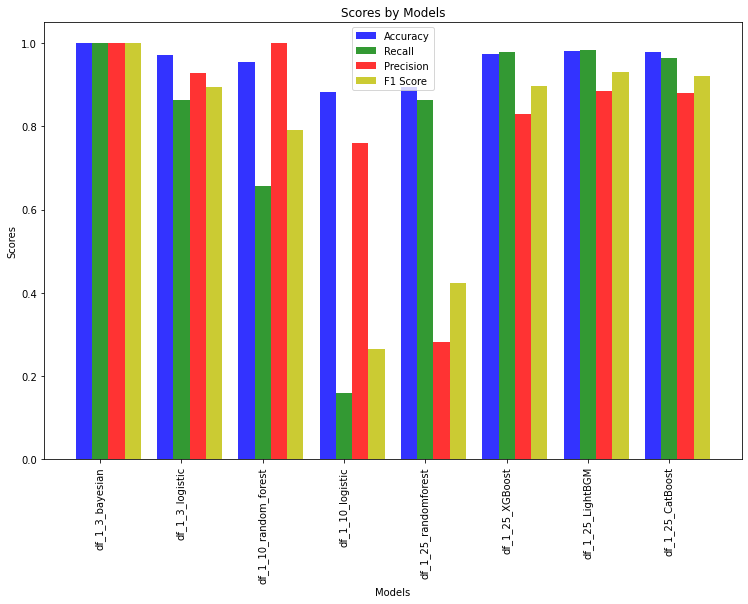 Scores by Models
Accuracy
Recall
Precision
F1 Score
Scores
1.0
0.8
0.6
0.4
0.2
0.0
df_1_3_bayesian
df_1_3_logistic
df_1_10_random_forest
df_1_10_logistic
df_1_25_randomforest
df_1_25_XGBoost
df_1_25_LightBGM
df_1_25_CatBoost
Models